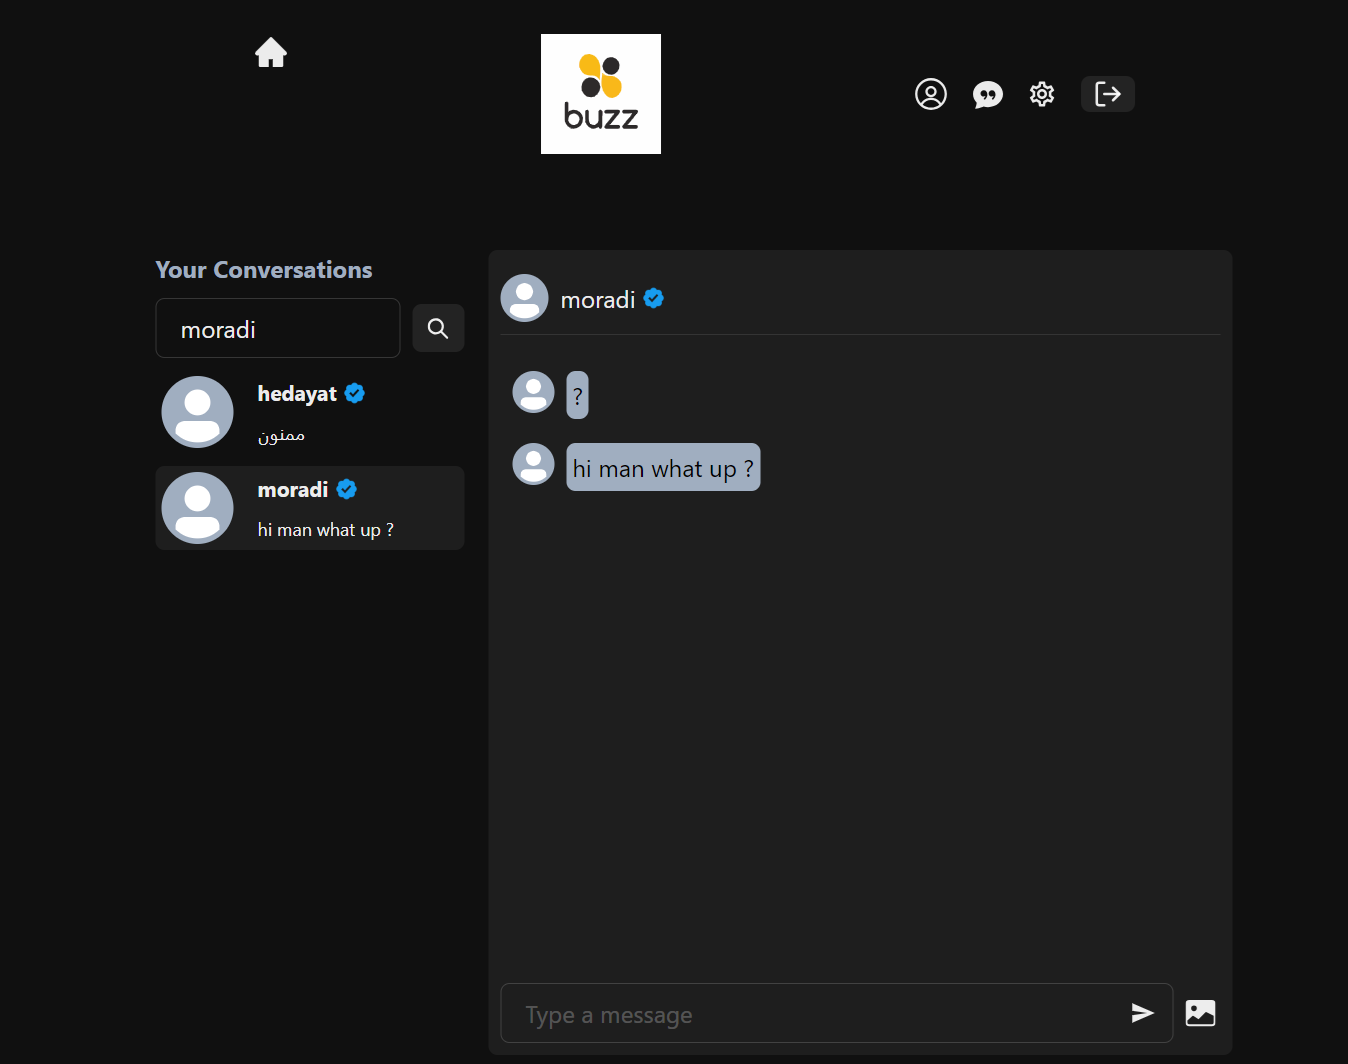 buzz
Your Conversations
moradi
hedayat
ممنون
moradi
hi man what up ?
moradi
?
hi man what up ?
Type a message